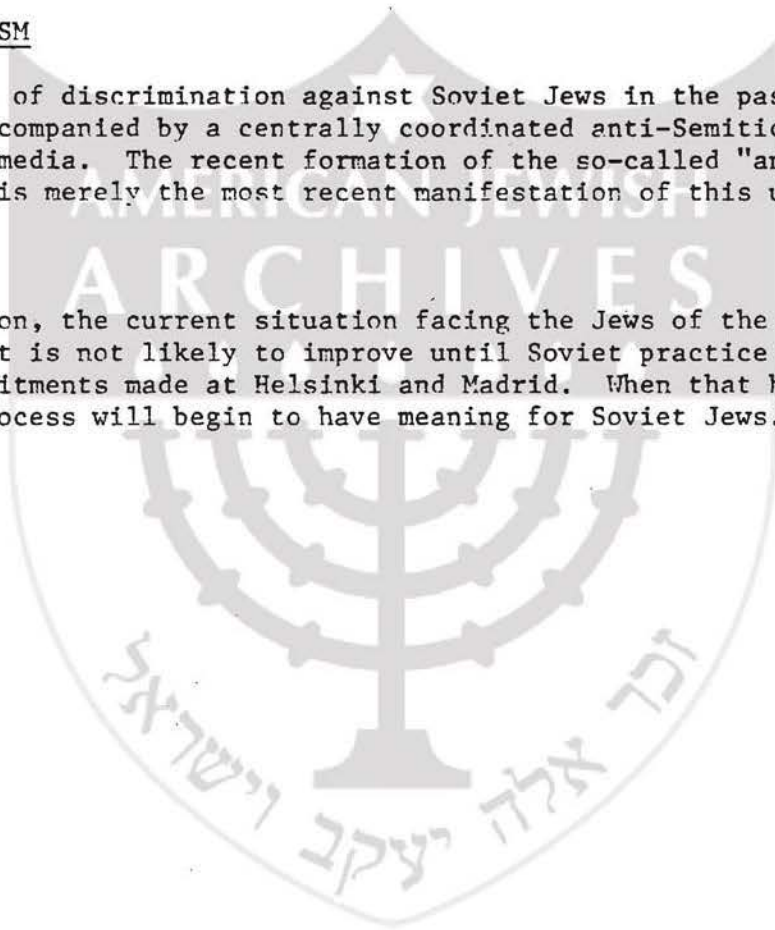 SM
of discrimination against Soviet Jews in the pas
companied by a centrally coordinated anti-Semitic
media. The recent formation of the so-called "an
is merely the most recent manifestation of this u
AMERICAN JEWISH
ARCHIVES
on, the current situation facing the Jews of the
t is not likely to improve until Soviet practice
itments made at Helsinki and Madrid. When that h
ocess will begin to have meaning for Soviet Jews.
זכר אלה יעקב וישראל